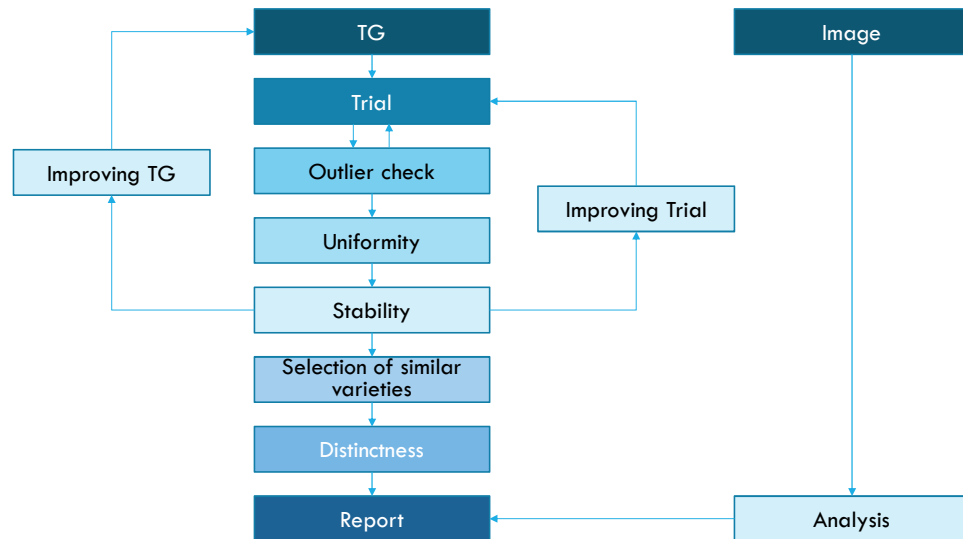 TG
Image
Trial
Improving TG
Outlier check
Improving Trial
Uniformity
Stability
Selection of similar
varieties
Distinctness
Report
Analysis